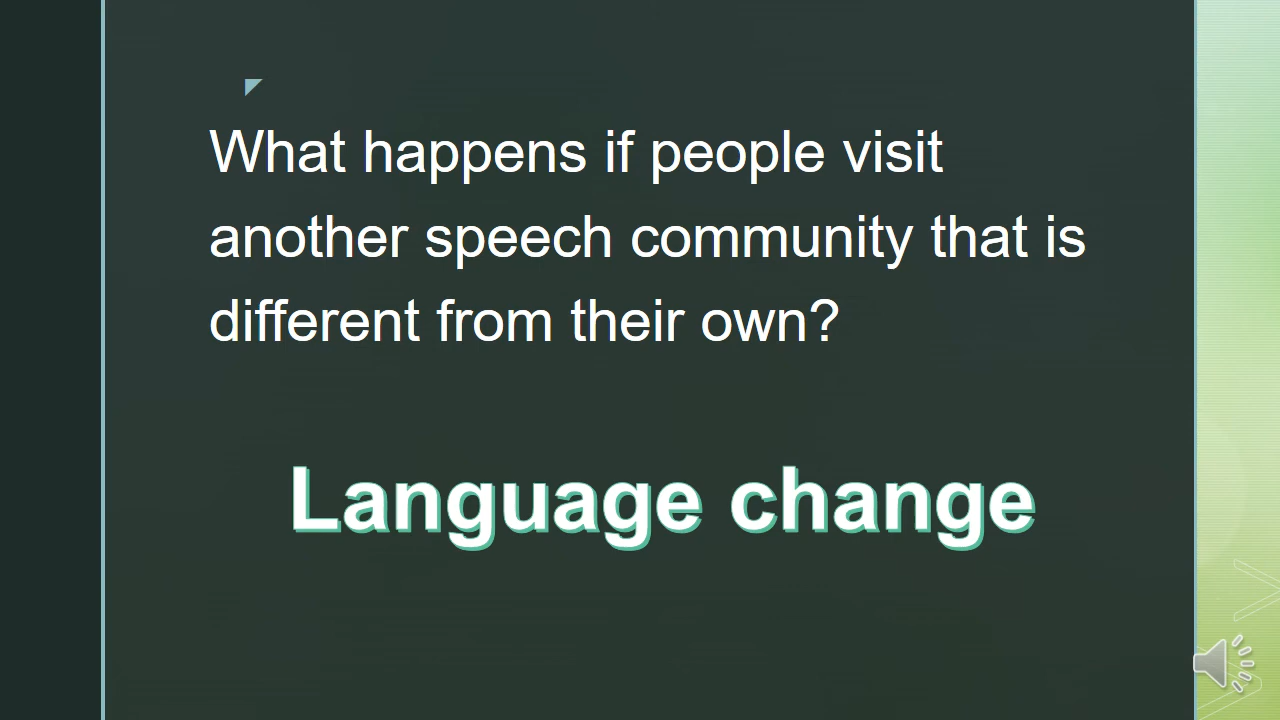 What happens if people visit
another speech community that is
different from their own?
Language change